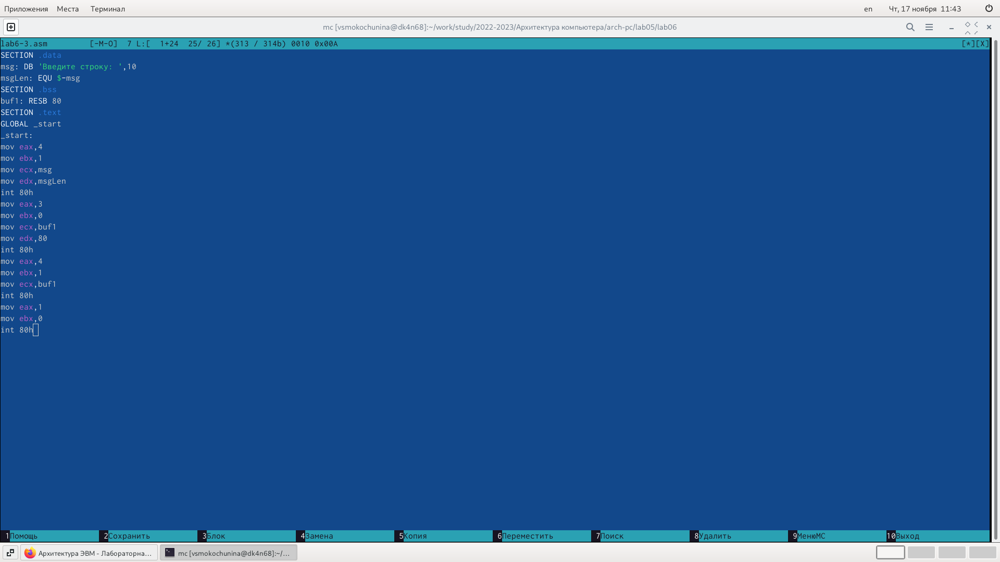 Приложения Места Терминал en Чт, 17 ноября 11:43
mc [vsmokochunina@dk4n68]:~/work/study/2022-2023/Архитектура компьютера/arch-pc/lab05/lab06
lab6-3.asm [-M-O] 7 L:[ 1+24 25/ 26] *(313 / 314b) 0010 0x00A [*][X]
SECTION .data
msg: DB 'Введите строку: ',10
msgLen: EQU $-msg
SECTION .bss
buf1: RESB 80
SECTION .text
GLOBAL _start
_start:
mov eax,4
mov ebx,1
mov ecx,msg
mov edx,msgLen
int 80h
mov eax,3
mov ebx,0
mov ecx,buf1
mov edx,80
int 80h
mov eax,4
mov ebx,1
mov ecx,buf1
int 80h
mov eax,1
mov ebx,0
int 80h
1Помощь 2Сохранить 3Блок 4Замена 5Копия 6Переместить 7Поиск 8Удалить 9МенюMC 10Выход
Архитектура ЭВМ - Лабораторна... mc [vsmokochunina@dk4n68]:~/...